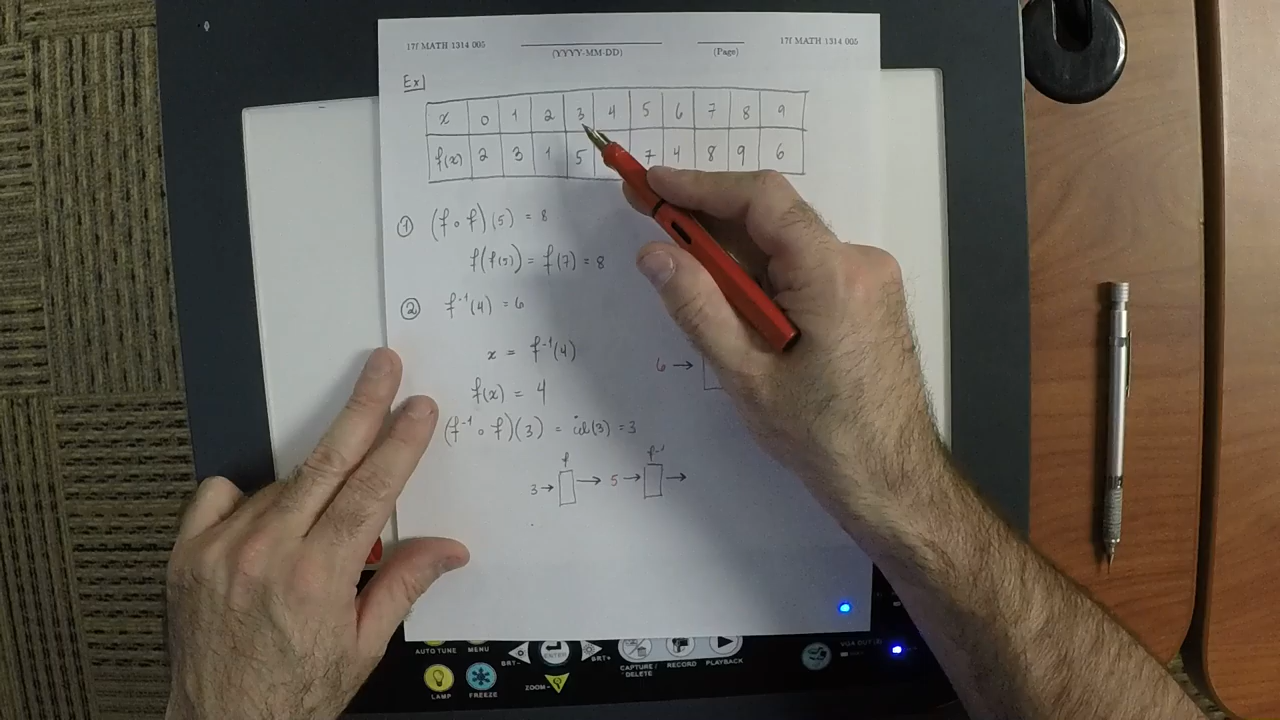 17f MATH 1314 005 (YYYY-MM-DD) (Page) 17f MATH 1314 005
Ex)
x 0 1 2 3 4 5 6 7 8 9
f(x) 2 3 1 5 7 4 8 9 6
① (f ∘ f)(5) = 8
f(f(5)) = f(7) = 8
② f⁻¹(4) = 6
x = f⁻¹(4)
6 →
f(x) = 4
(f⁻¹ ∘ f)(3) = id(3) = 3
f f⁻¹
3 → → 5 → →
AUTO TUNE MENU BRT- ENTER BRT+ CAPTURE / DELETE RECORD PLAYBACK
LAMP FREEZE ZOOM-